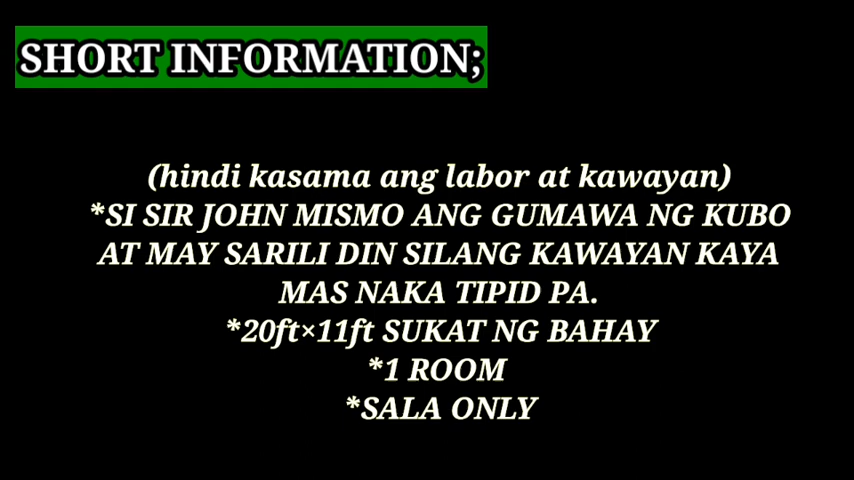 SHORT INFORMATION;
(hindi kasama ang labor at kawayan)
*SI SIR JOHN MISMO ANG GUMAWA NG KUBO
AT MAY SARILI DIN SILANG KAWAYAN KAYA
MAS NAKA TIPID PA.
*20ft×11ft SUKAT NG BAHAY
*1 ROOM
*SALA ONLY